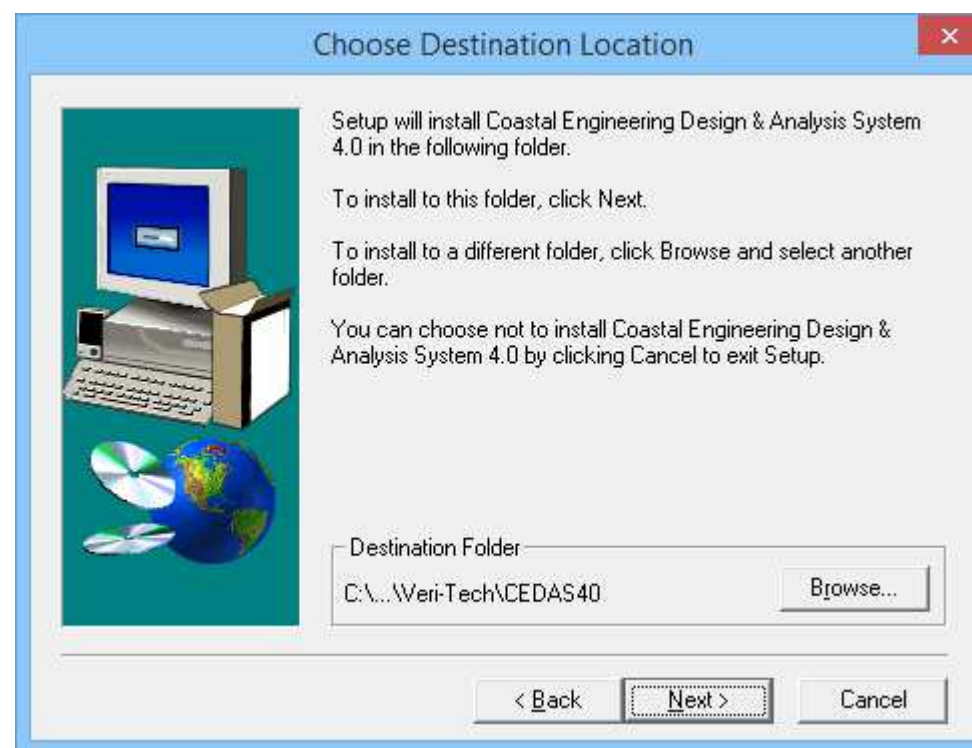 Choose Destination Location
Setup will install Coastal Engineering Design & Analysis System
4.0 in the following folder.
To install to this folder, click Next.
To install to a different folder, click Browse and select another
folder.
You can choose not to install Coastal Engineering Design &
Analysis System 4.0 by clicking Cancel to exit Setup.
Destination Folder
C:\...\Veri-Tech\CEDAS40
Browse...
< Back
Next >
Cancel